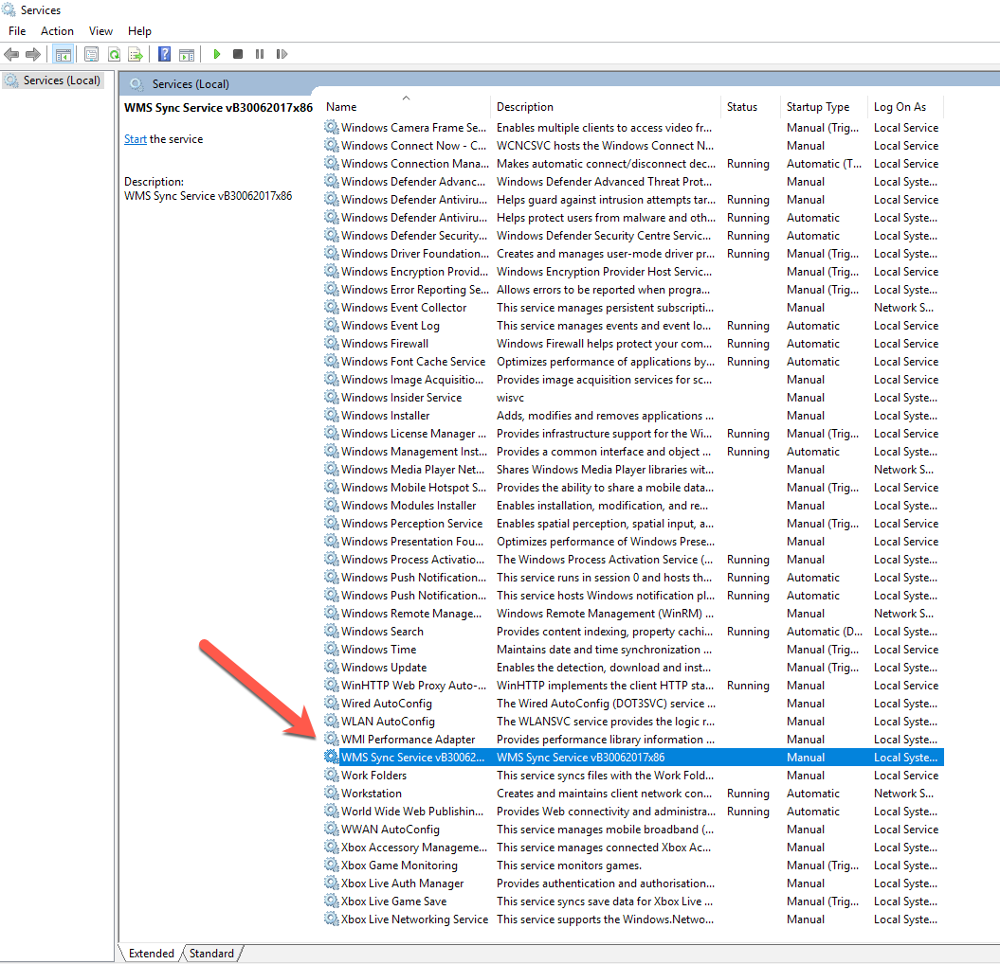 Services
File Action View Help
Services (Local)
Services (Local)
WMS Sync Service vB30062017x86
Start the service
Description:
WMS Sync Service vB30062017x86
Name Description Status Startup Type Log On As
Windows Camera Frame Se... Enables multiple clients to access video fr... Manual (Trig... Local Service
Windows Connect Now - C... WCNCSVC hosts the Windows Connect N... Manual Local Service
Windows Connection Mana... Makes automatic connect/disconnect dec... Running Automatic (T... Local Service
Windows Defender Advanc... Windows Defender Advanced Threat Prot... Manual Local Syste...
Windows Defender Antiviru... Helps guard against intrusion attempts tar... Running Manual Local Service
Windows Defender Antiviru... Helps protect users from malware and oth... Running Automatic Local Syste...
Windows Defender Security... Windows Defender Security Centre Servic... Running Automatic Local Syste...
Windows Driver Foundation... Creates and manages user-mode driver pr... Running Manual (Trig... Local Syste...
Windows Encryption Provid... Windows Encryption Provider Host Servic... Manual (Trig... Local Service
Windows Error Reporting Se... Allows errors to be reported when progra... Manual (Trig... Local Syste...
Windows Event Collector This service manages persistent subscripti... Manual Network S...
Windows Event Log This service manages events and event lo... Running Automatic Local Service
Windows Firewall Windows Firewall helps protect your com... Running Automatic Local Service
Windows Font Cache Service Optimizes performance of applications by... Running Automatic Local Service
Windows Image Acquisitio... Provides image acquisition services for sc... Manual Local Service
Windows Insider Service wisvc Manual Local Syste...
Windows Installer Adds, modifies and removes applications ... Manual Local Syste...
Windows License Manager ... Provides infrastructure support for the Wi... Running Manual (Trig... Local Service
Windows Management Inst... Provides a common interface and object ... Running Automatic Local Syste...
Windows Media Player Net... Shares Windows Media Player libraries wit... Manual Network S...
Windows Mobile Hotspot S... Provides the ability to share a mobile data... Manual (Trig... Local Service
Windows Modules Installer Enables installation, modification, and re... Manual Local Syste...
Windows Perception Service Enables spatial perception, spatial input, a... Manual (Trig... Local Service
Windows Presentation Fou... Optimizes performance of Windows Prese... Manual Local Service
Windows Process Activatio... The Windows Process Activation Service (... Running Manual Local Syste...
Windows Push Notification... This service runs in session 0 and hosts th... Running Automatic Local Syste...
Windows Push Notification... This service hosts Windows notification pl... Running Automatic Local Syste...
Windows Remote Manage... Windows Remote Management (WinRM) ... Manual Network S...
Windows Search Provides content indexing, property cachi... Running Automatic (D... Local Syste...
Windows Time Maintains date and time synchronization ... Manual (Trig... Local Service
Windows Update Enables the detection, download and inst... Manual (Trig... Local Syste...
WinHTTP Web Proxy Auto-... WinHTTP implements the client HTTP sta... Running Manual Local Service
Wired AutoConfig The Wired AutoConfig (DOT3SVC) service ... Manual Local Syste...
WLAN AutoConfig The WLANSVC service provides the logic r... Manual Local Syste...
WMI Performance Adapter Provides performance library information ... Manual Local Syste...
WMS Sync Service vB30062... WMS Sync Service vB30062017x86 Manual Local Syste...
Work Folders This service syncs files with the Work Fold... Manual Local Service
Workstation Creates and maintains client network con... Running Automatic Network S...
World Wide Web Publishin... Provides Web connectivity and administra... Running Automatic Local Syste...
WWAN AutoConfig This service manages mobile broadband (... Manual Local Service
Xbox Accessory Manageme... This service manages connected Xbox Ac... Manual (Trig... Local Syste...
Xbox Game Monitoring This service monitors games. Manual (Trig... Local Syste...
Xbox Live Auth Manager Provides authentication and authorisation... Manual Local Syste...
Xbox Live Game Save This service syncs save data for Xbox Live ... Manual (Trig... Local Syste...
Xbox Live Networking Service This service supports the Windows.Netwo... Manual Local Syste...
Extended Standard